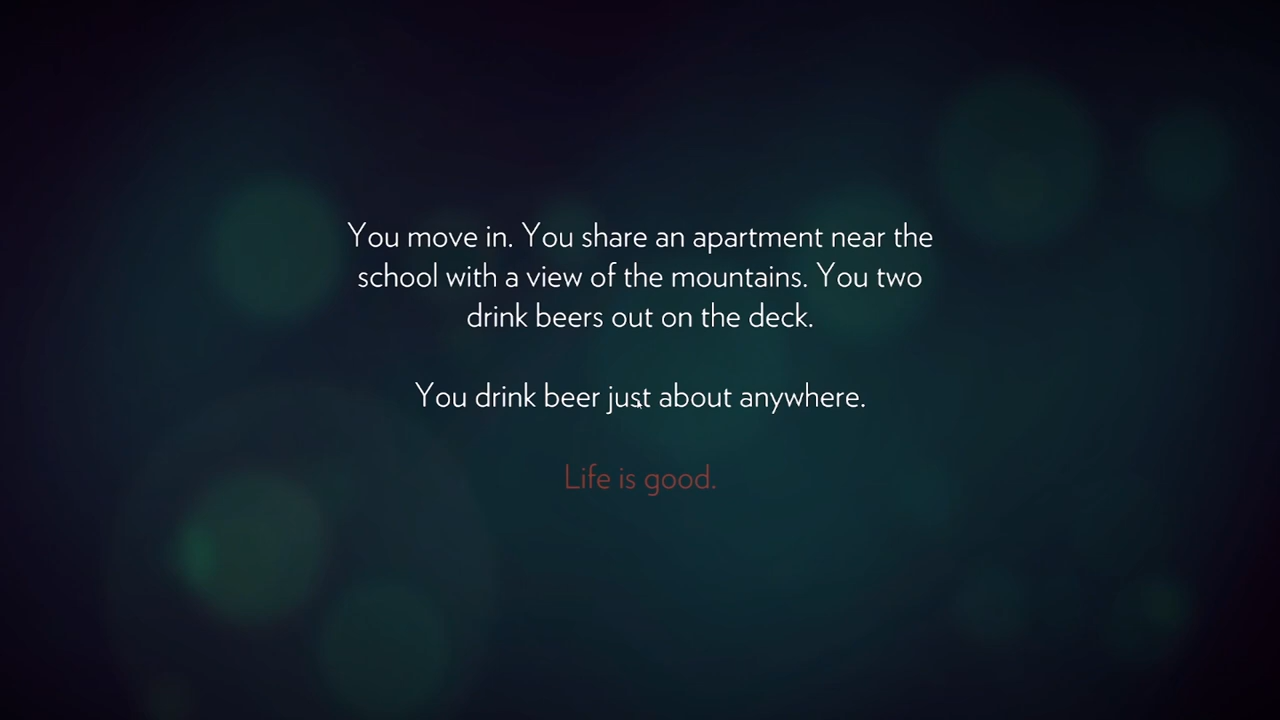 You move in. You share an apartment near the
school with a view of the mountains. You two
drink beers out on the deck.
You drink beer just about anywhere.
Life is good.